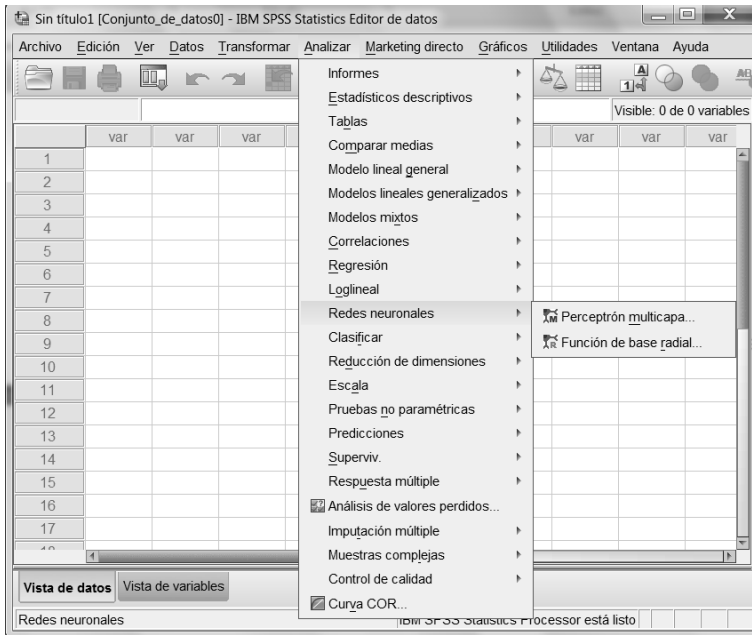 Sin título1 [Conjunto_de_datos0] - IBM SPSS Statistics Editor de datos
Archivo Edición Ver Datos Transformar Analizar Marketing directo Gráficos Utilidades Ventana Ayuda
Visible: 0 de 0 variables
var var var var var var
1
2
3
4
5
6
7
8
9
10
11
12
13
14
15
16
17
18
Informes
Estadísticos descriptivos
Tablas
Comparar medias
Modelo lineal general
Modelos lineales generalizados
Modelos mixtos
Correlaciones
Regresión
Loglineal
Redes neuronales
Perceptrón multicapa...
Función de base radial...
Clasificar
Reducción de dimensiones
Escala
Pruebas no paramétricas
Predicciones
Superviv.
Respuesta múltiple
Análisis de valores perdidos...
Imputación múltiple
Muestras complejas
Control de calidad
Curva COR...
Vista de datos Vista de variables
Redes neuronales IBM SPSS Statistics Processor está listo